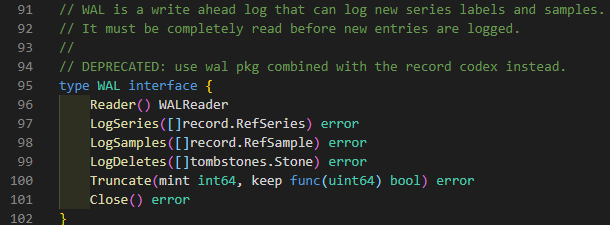 91 // WAL is a write ahead log that can log new series labels and samples.
92 // It must be completely read before new entries are logged.
93 //
94 // DEPRECATED: use wal pkg combined with the record codex instead.
95 type WAL interface {
96 Reader() WALReader
97 LogSeries([]record.RefSeries) error
98 LogSamples([]record.RefSample) error
99 LogDeletes([]tombstones.Stone) error
100 Truncate(mint int64, keep func(uint64) bool) error
101 Close() error
102 }